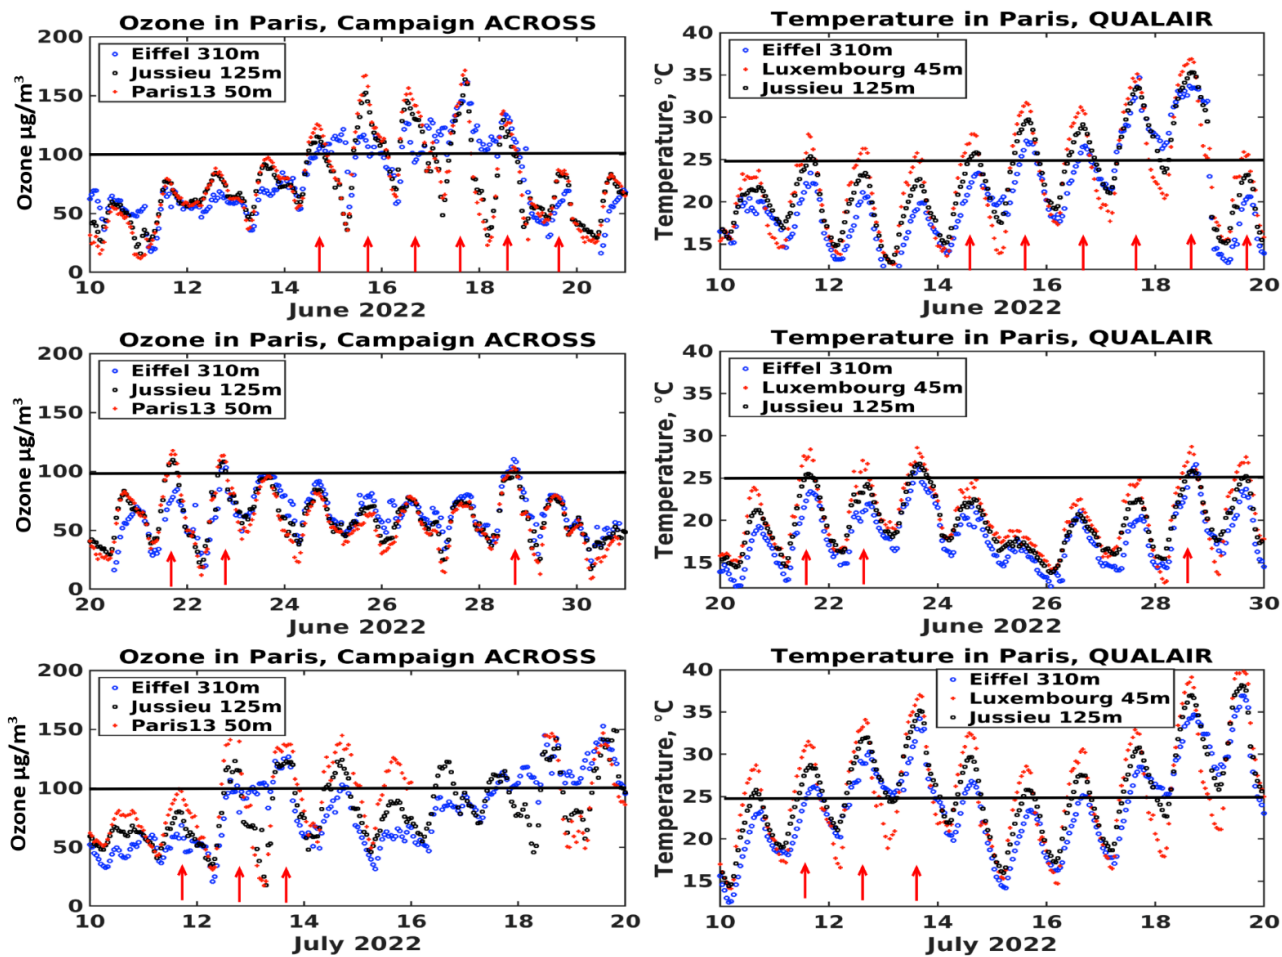 Ozone in Paris, Campaign ACROSS
200
150
100
50
0
Ozone µg/m³
Eiffel 310m
Jussieu 125m
Paris13 50m
10 12 14 16 18 20
June 2022
Temperature in Paris, QUALAIR
40
35
30
25
20
15
Temperature, °C
Eiffel 310m
Luxembourg 45m
Jussieu 125m
10 12 14 16 18 20
June 2022
Ozone in Paris, Campaign ACROSS
200
150
100
50
0
Ozone µg/m³
Eiffel 310m
Jussieu 125m
Paris13 50m
20 22 24 26 28 30
June 2022
Temperature in Paris, QUALAIR
40
35
30
25
20
15
Temperature, °C
Eiffel 310m
Luxembourg 45m
Jussieu 125m
20 22 24 26 28 30
June 2022
Ozone in Paris, Campaign ACROSS
200
150
100
50
0
Ozone µg/m³
Eiffel 310m
Jussieu 125m
Paris13 50m
10 12 14 16 18 20
July 2022
Temperature in Paris, QUALAIR
40
35
30
25
20
15
Temperature, °C
Eiffel 310m
Luxembourg 45m
Jussieu 125m
10 12 14 16 18 20
July 2022